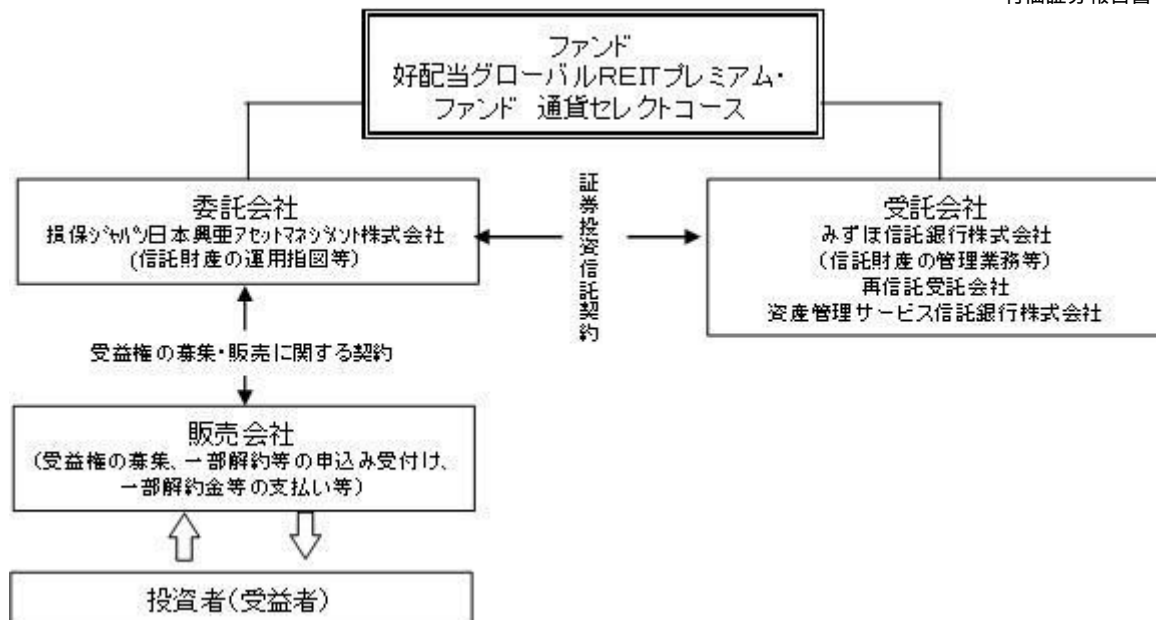 有価証券報告書
ファンド
好配当グローバルREITプレミアム・
ファンド 通貨セレクトコース
委託会社
損保ジャパン日本興亜アセットマネジメント株式会社
(信託財産の運用指図等)
証券投資信託契約
受託会社
みずほ信託銀行株式会社
(信託財産の管理業務等)
再信託受託会社
資産管理サービス信託銀行株式会社
受益権の募集・販売に関する契約
販売会社
(受益権の募集、一部解約等の申込み受付け、
一部解約金等の支払い等)
投資者(受益者)